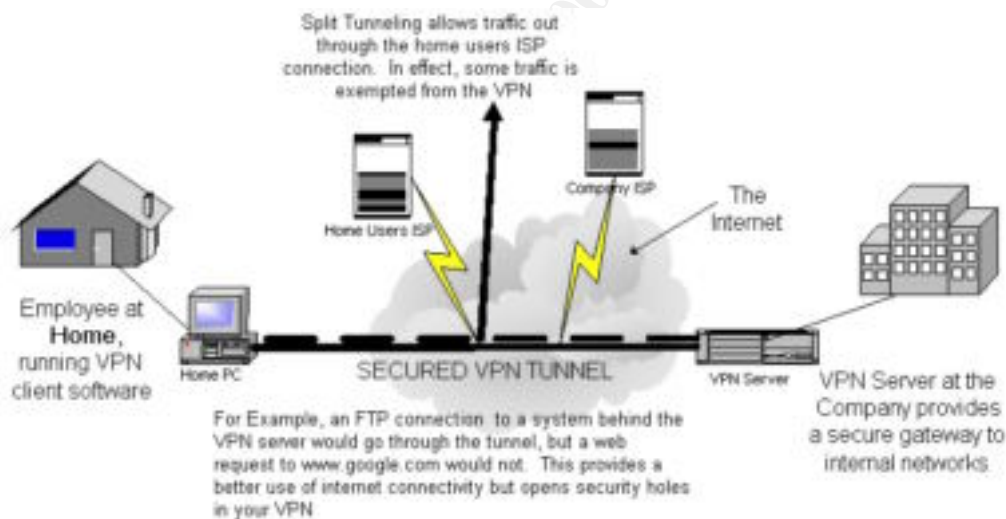 Split Tunneling allows traffic out
through the home users ISP
connection. In effect, some traffic is
exempted from the VPN
Company ISP
The
Internet
Home Users ISP
Employee at
Home,
running VPN
client software
Home PC
SECURED VPN TUNNEL
VPN Server
VPN Server at the
Company provides
a secure gateway to
internal networks
For Example, an FTP connection to a system behind the
VPN server would go through the tunnel, but a web
request to www.google.com would not. This provides a
better use of internet connectivity but opens security holes
in your VPN